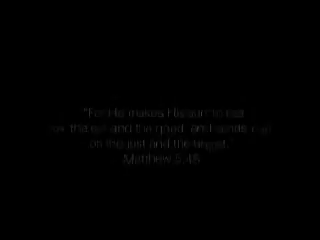 "For He makes His sun to rise
on the evil and the good, and sends rain
on the just and the unjust."
Matthew 5:45